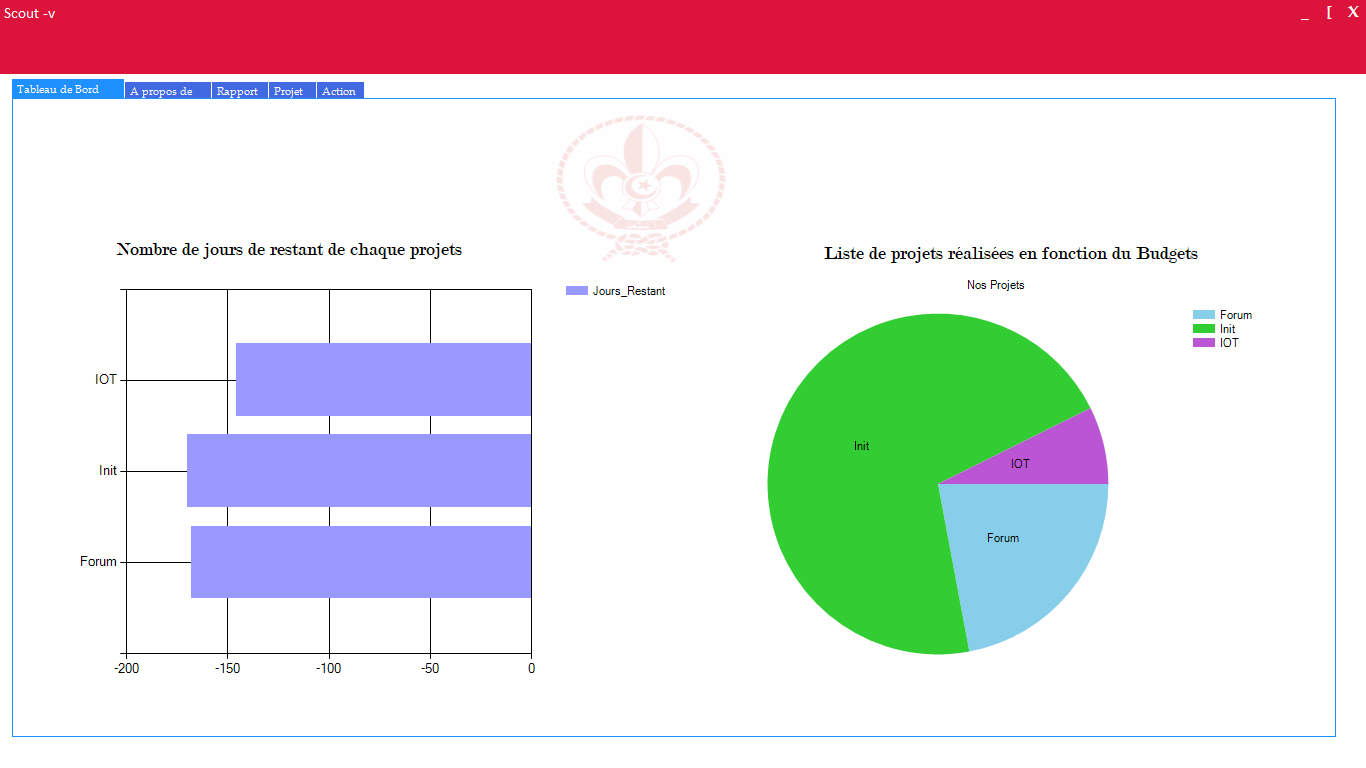 Scout -v
_ [ X
Tableau de Bord
A propos de
Rapport
Projet
Action
Nombre de jours de restant de chaque projets
Jours_Restant
IOT
Init
Forum
-200 -150 -100 -50 0
Liste de projets réalisées en fonction du Budgets
Nos Projets
Forum
Init
IOT
Init
IOT
Forum